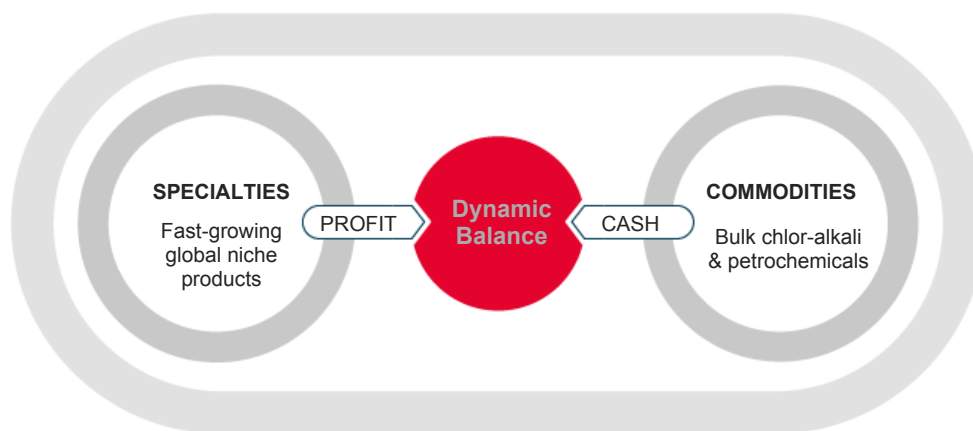 SPECIALTIES
Fast-growing
global niche
products
PROFIT
Dynamic
Balance
CASH
COMMODITIES
Bulk chlor-alkali
& petrochemicals